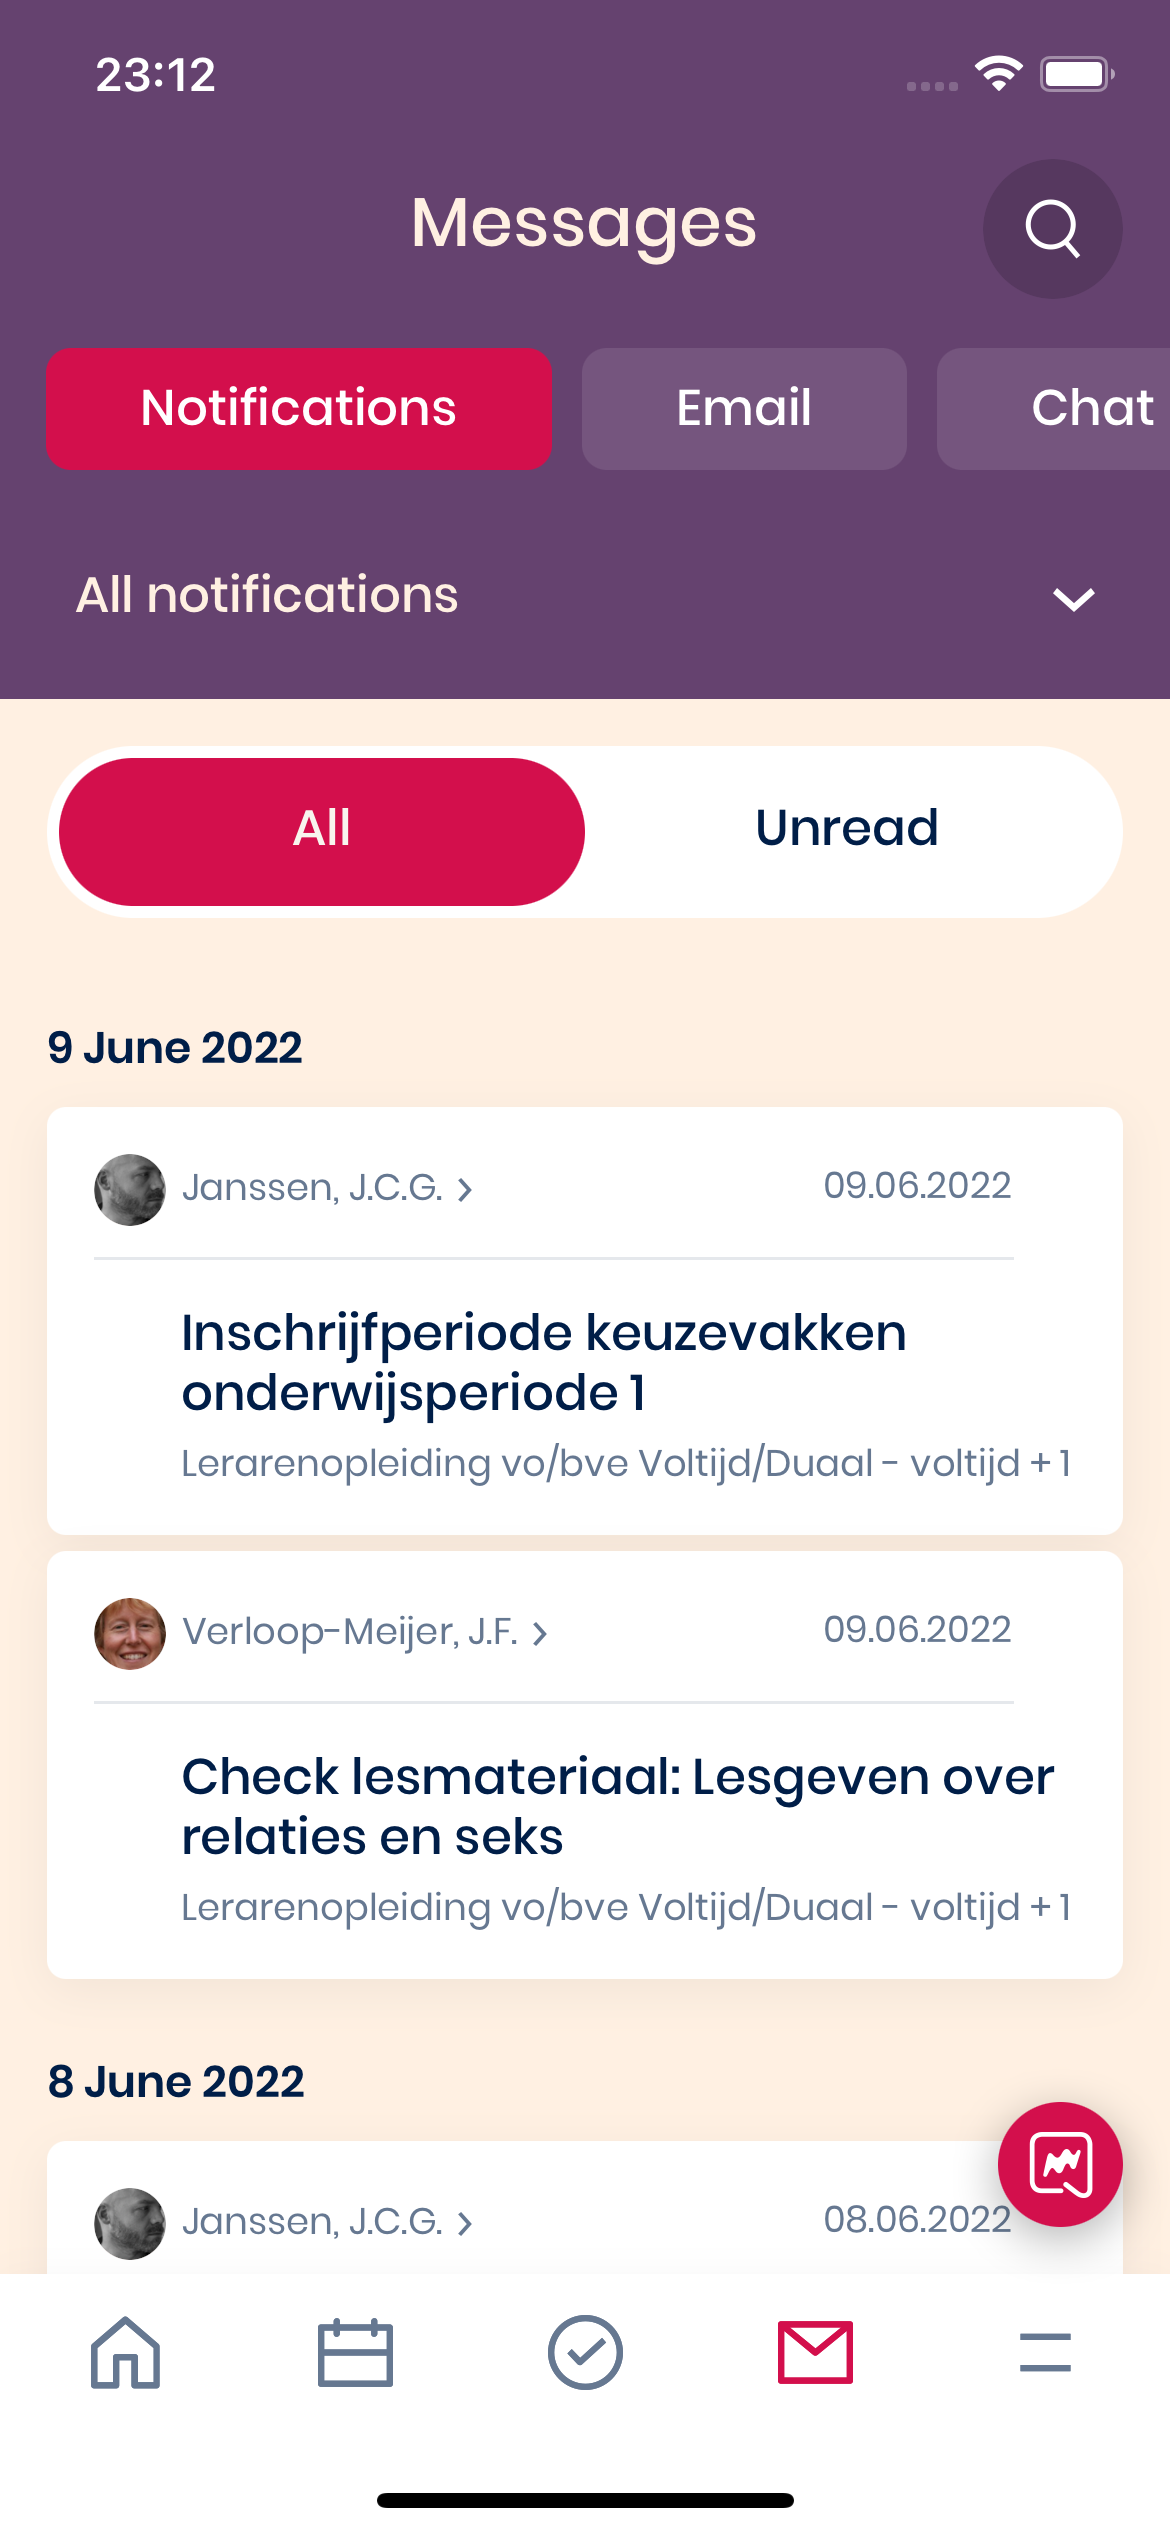 23:12
Messages
Notifications
Email
Chat
All notifications
All
Unread
9 June 2022
Janssen, J.C.G.
09.06.2022
Inschrijfperiode keuzevakken
onderwijsperiode 1
Lerarenopleiding vo/bve Voltijd/Duaal - voltijd + 1
Verloop-Meijer, J.F.
09.06.2022
Check lesmateriaal: Lesgeven over
relaties en seks
Lerarenopleiding vo/bve Voltijd/Duaal - voltijd + 1
8 June 2022
Janssen, J.C.G.
08.06.2022